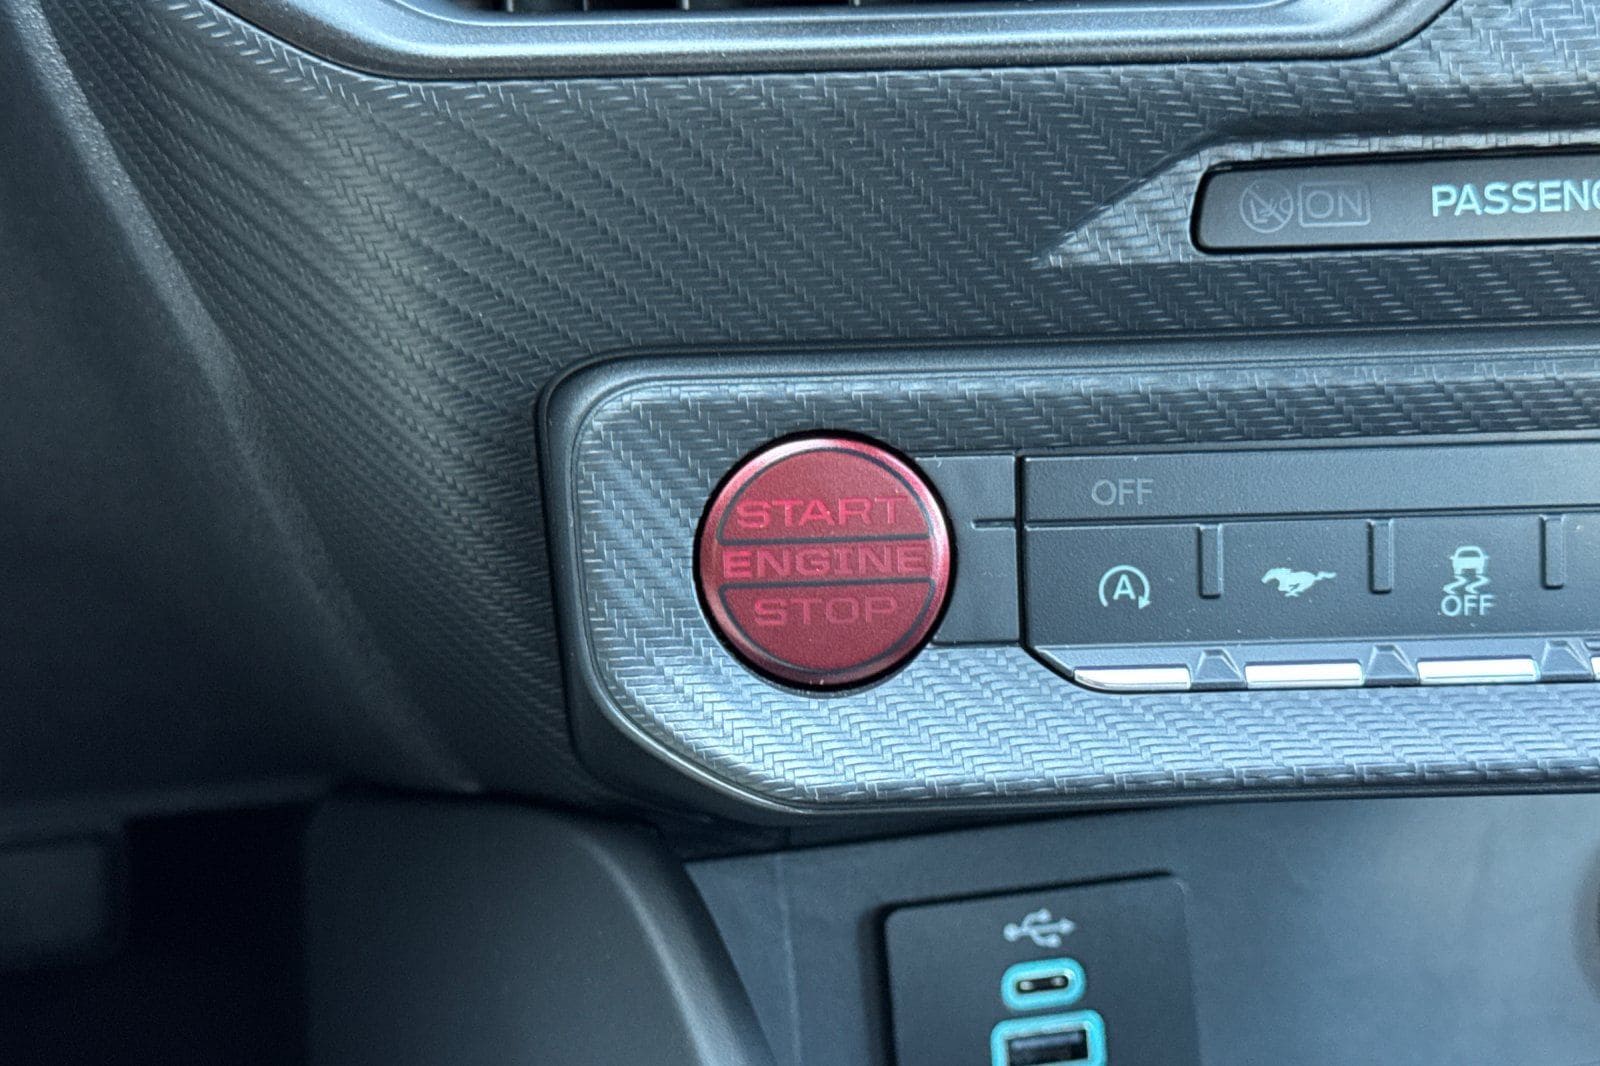 ON
PASSENG
START
ENGINE
STOP
OFF
A
OFF